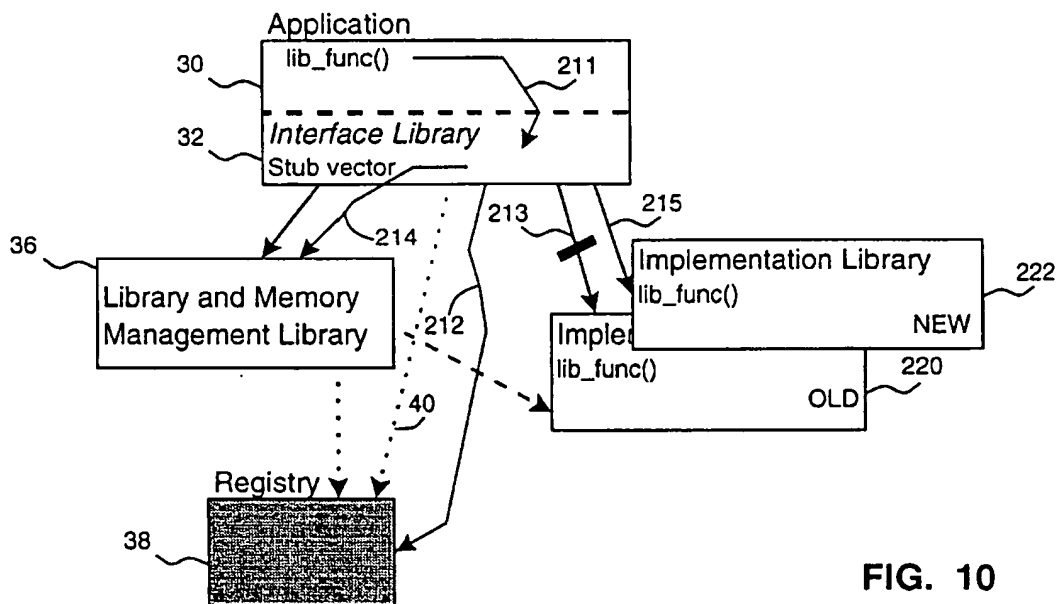 Application
lib_func()
30
211
Interface Library
32
Stub vector
213
215
36
214
Implementation Library
lib_func()
222
Library and Memory
Management Library
212
NEW
Imple
lib_func()
220
40
OLD
Registry
38
FIG. 10